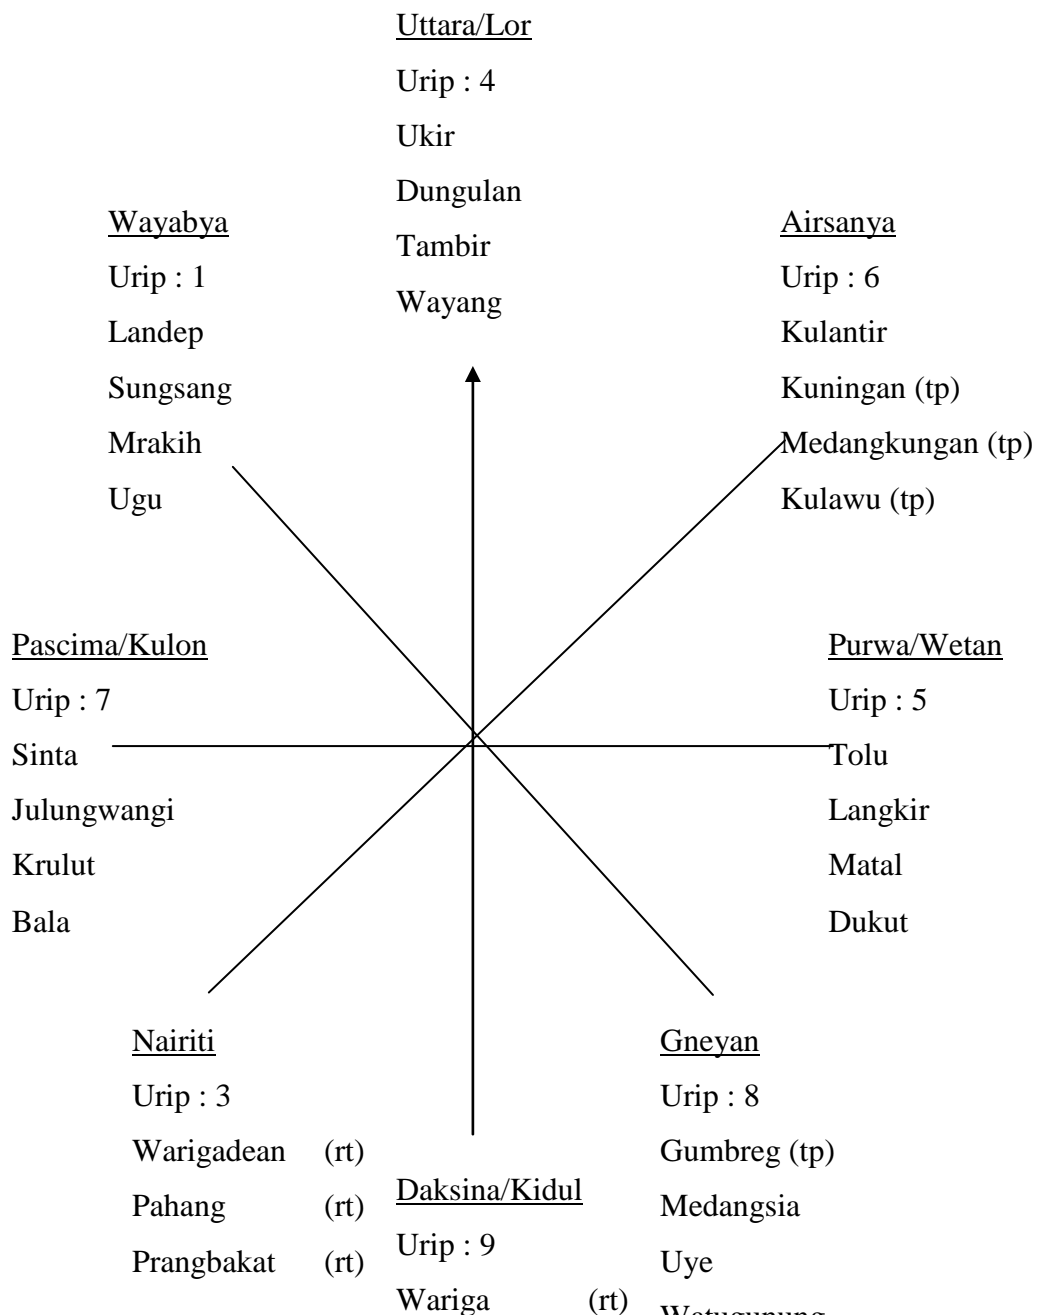 Uttara/Lor
Urip : 4
Ukir
Dungulan
Tambir
Wayang
Wayabya
Urip : 1
Landep
Sungsang
Mrakih
Ugu
Airsanya
Urip : 6
Kulantir
Kuningan (tp)
Medangkungan (tp)
Kulawu (tp)
Pascima/Kulon
Urip : 7
Sinta
Julungwangi
Krulut
Bala
Purwa/Wetan
Urip : 5
Tolu
Langkir
Matal
Dukut
Nairiti
Urip : 3
Warigadean (rt)
Pahang (rt)
Prangbakat (rt)
Daksina/Kidul
Urip : 9
Wariga (rt)
Gneyan
Urip : 8
Gumbreg (tp)
Medangsia
Uye
Watugunung